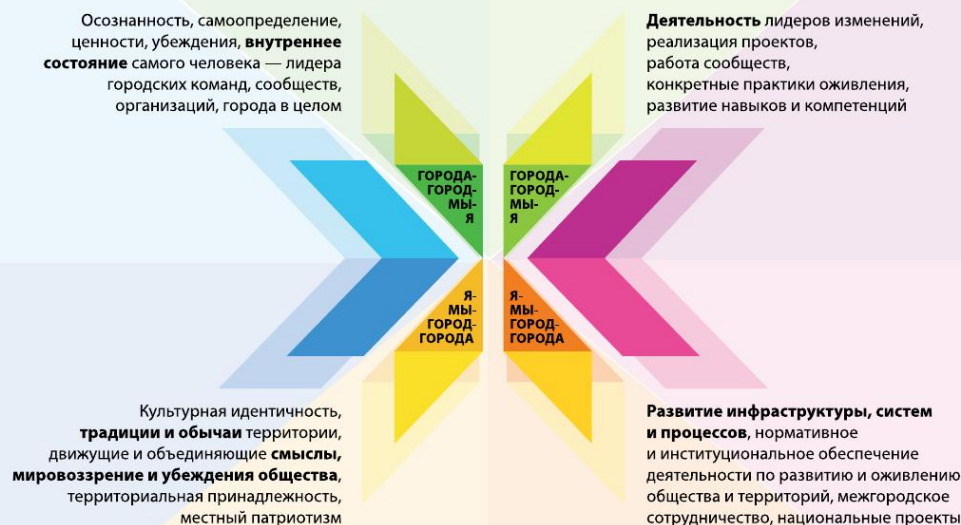 Осознанность, самоопределение,
ценности, убеждения, внутреннее
состояние самого человека — лидера
городских команд, сообществ,
организаций, города в целом
Деятельность лидеров изменений,
реализация проектов,
работа сообществ,
конкретные практики оживления,
развитие навыков и компетенций
ГОРОДА-
ГОРОД-
МЫ-
Я
ГОРОДА-
ГОРОД-
МЫ-
Я
Я-
МЫ-
ГОРОД-
ГОРОДА
Я-
МЫ-
ГОРОД-
ГОРОДА
Культурная идентичность,
традиции и обычаи территории,
движущие и объединяющие смыслы,
мировоззрение и убеждения общества,
территориальная принадлежность,
местный патриотизм
Развитие инфраструктуры, систем
и процессов, нормативное
и институциональное обеспечение
деятельности по развитию и оживлению
общества и территорий, межгородское
сотрудничество, национальные проекты